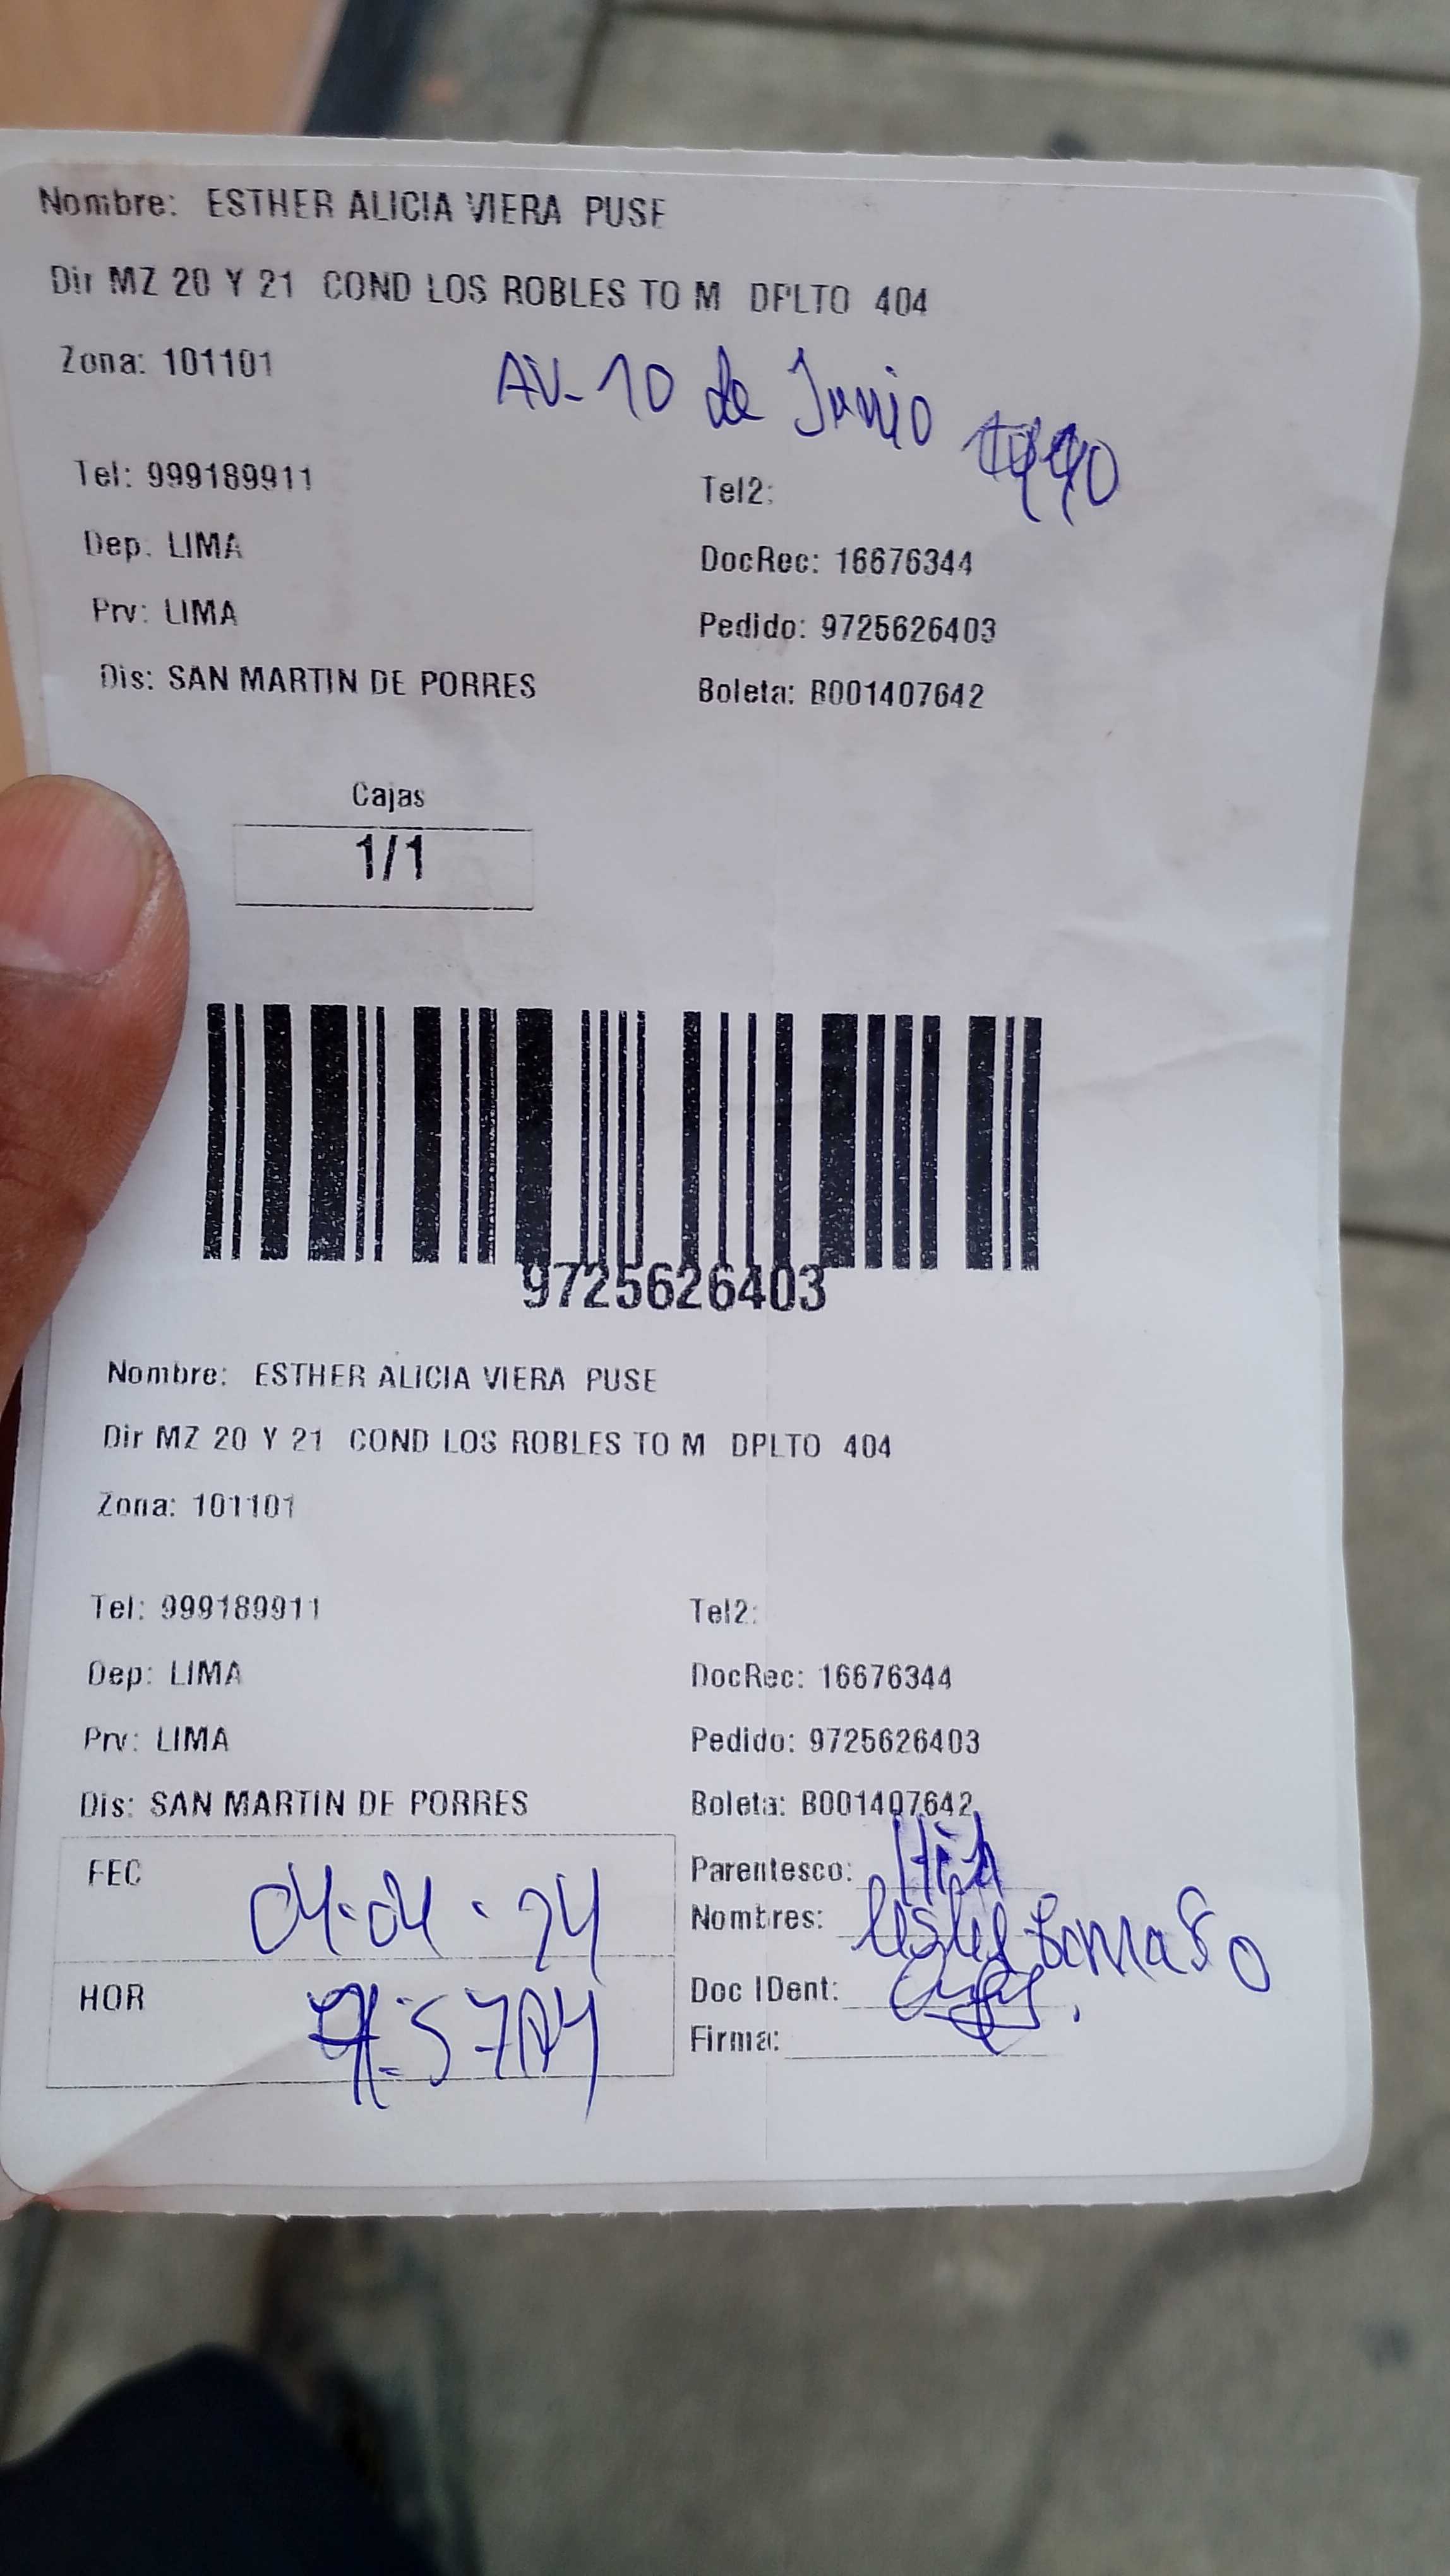 Nombre: ESTHER ALICIA VIERA PUSE
Dir MZ 20 Y 21 COND LOS ROBLES TO M DPLTO 404
Zona: 101101
AV- 10 de Junio
Tel: 999189911 Tel2:
Dep. LIMA DocRec: 16676344
Prv: LIMA Pedido: 9725626403
Dis: SAN MARTIN DE PORRES Boleta: B001407642
Cajas
1/1
9725626403
Nombre: ESTHER ALICIA VIERA PUSE
Dir MZ 20 Y 21 COND LOS ROBLES TO M DPLTO 404
Zona: 101101
Tel: 999189911 Tel2:
Dep: LIMA DocRec: 16676344
Prv: LIMA Pedido: 9725626403
Dis: SAN MARTIN DE PORRES Boleta: B001407642
FEC 04·04·24
Parentesco:
Nombres:
HOR
Doc IDent:
Firma: